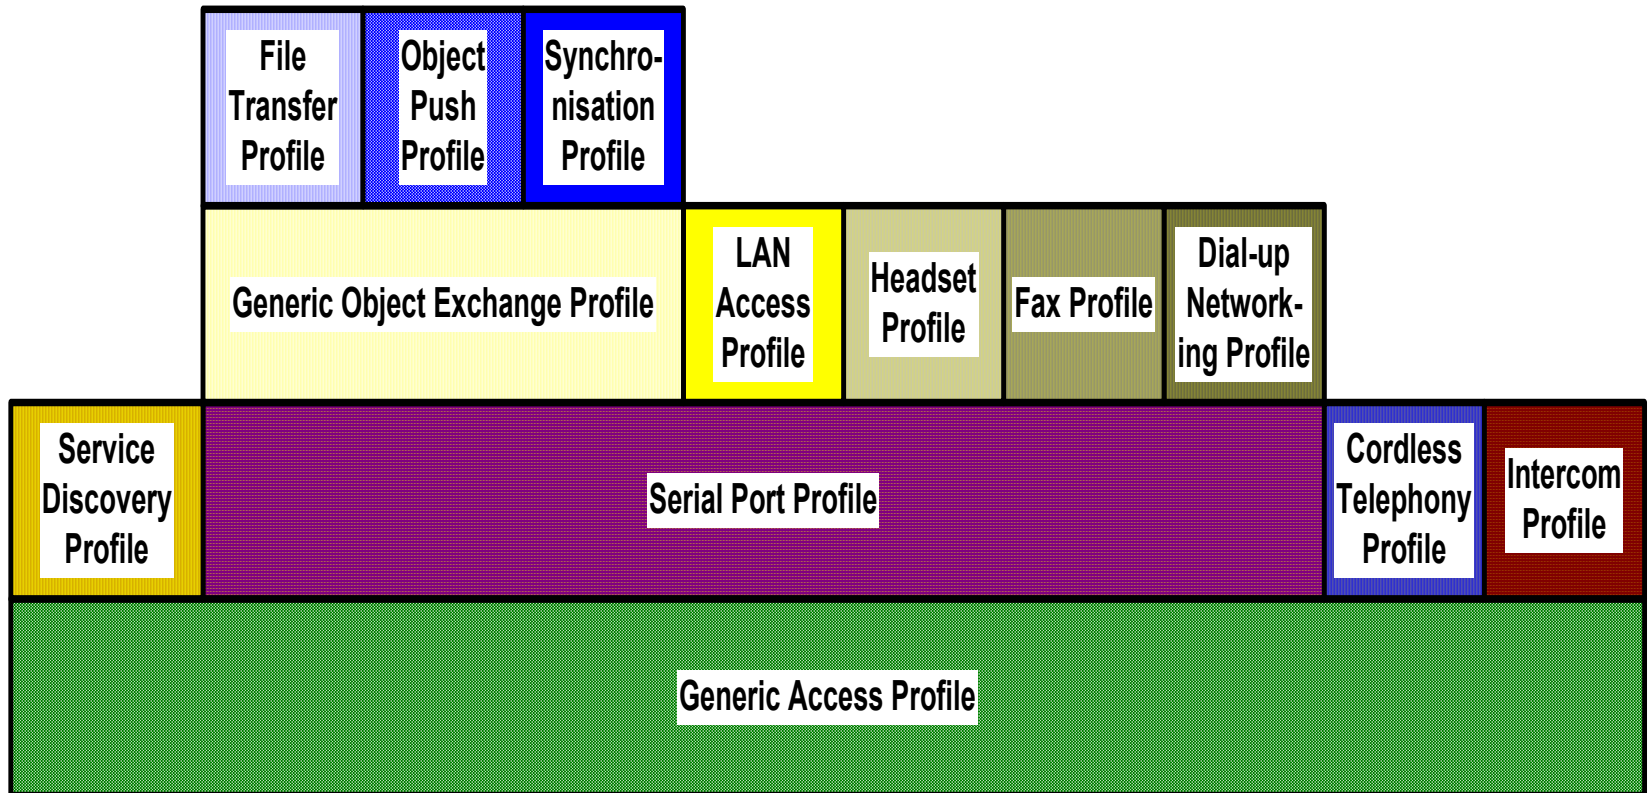 File
Transfer
Profile
Object
Push
Profile
Synchro-
nisation
Profile
Generic Object Exchange Profile
LAN
Access
Profile
Headset
Profile
Fax Profile
Dial-up
Network-
ing Profile
Service
Discovery
Profile
Serial Port Profile
Cordless
Telephony
Profile
Intercom
Profile
Generic Access Profile